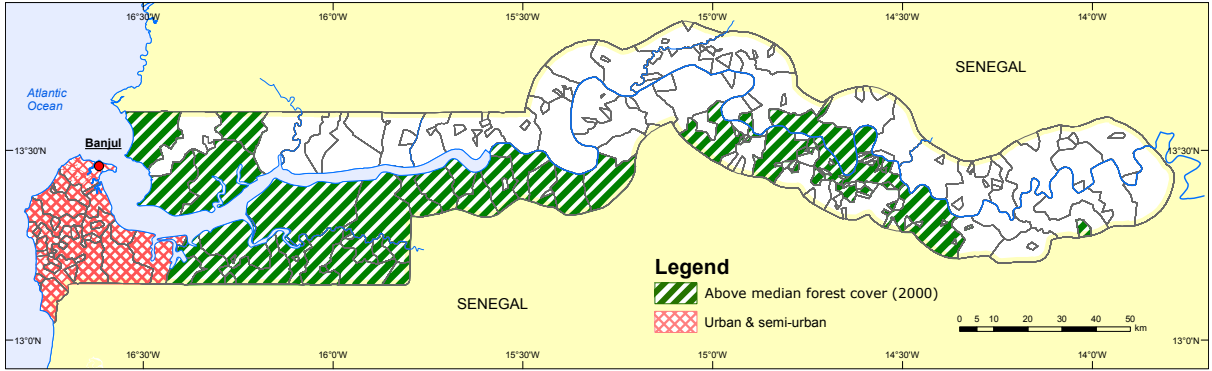 16°30'W 16°0'W 15°30'W 15°0'W 14°30'W 14°0'W
SENEGAL
Atlantic
Ocean
Banjul
13°30'N 13°30'N
Legend
Above median forest cover (2000)
Urban & semi-urban
SENEGAL
0 5 10 20 30 40 50
km
13°0'N 13°0'N
16°30'W 16°0'W 15°30'W 15°0'W 14°30'W 14°0'W